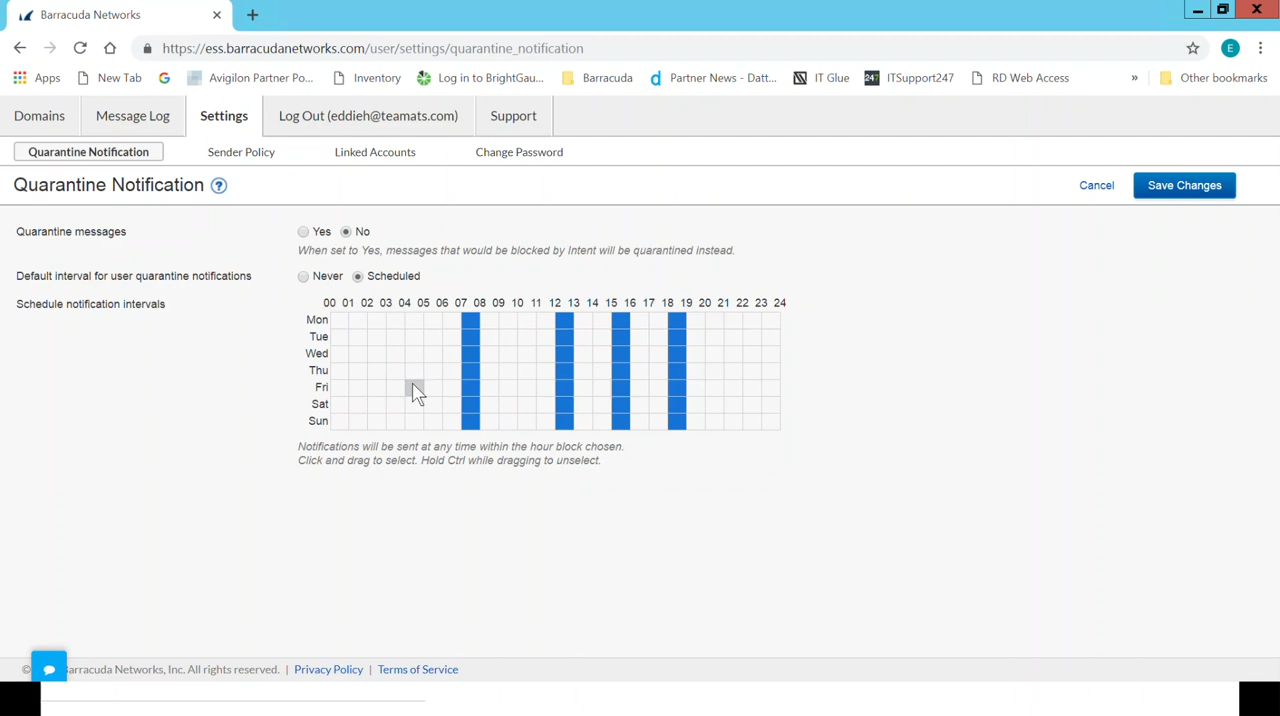 Barracuda Networks
https://ess.barracudanetworks.com/user/settings/quarantine_notification
E
Apps New Tab Avigilon Partner Po... Inventory Log in to BrightGau... Barracuda d Partner News - Datt... IT Glue 247 ITSupport247 RD Web Access » Other bookmarks
Domains Message Log Settings Log Out (eddieh@teamats.com) Support
Quarantine Notification Sender Policy Linked Accounts Change Password
Quarantine Notification ? Cancel Save Changes
Quarantine messages Yes No
When set to Yes, messages that would be blocked by Intent will be quarantined instead.
Default interval for user quarantine notifications Never Scheduled
Schedule notification intervals 00 01 02 03 04 05 06 07 08 09 10 11 12 13 14 15 16 17 18 19 20 21 22 23 24
Mon
Tue
Wed
Thu
Fri
Sat
Sun
Notifications will be sent at any time within the hour block chosen.
Click and drag to select. Hold Ctrl while dragging to unselect.
© arracuda Networks, Inc. All rights reserved. | Privacy Policy | Terms of Service